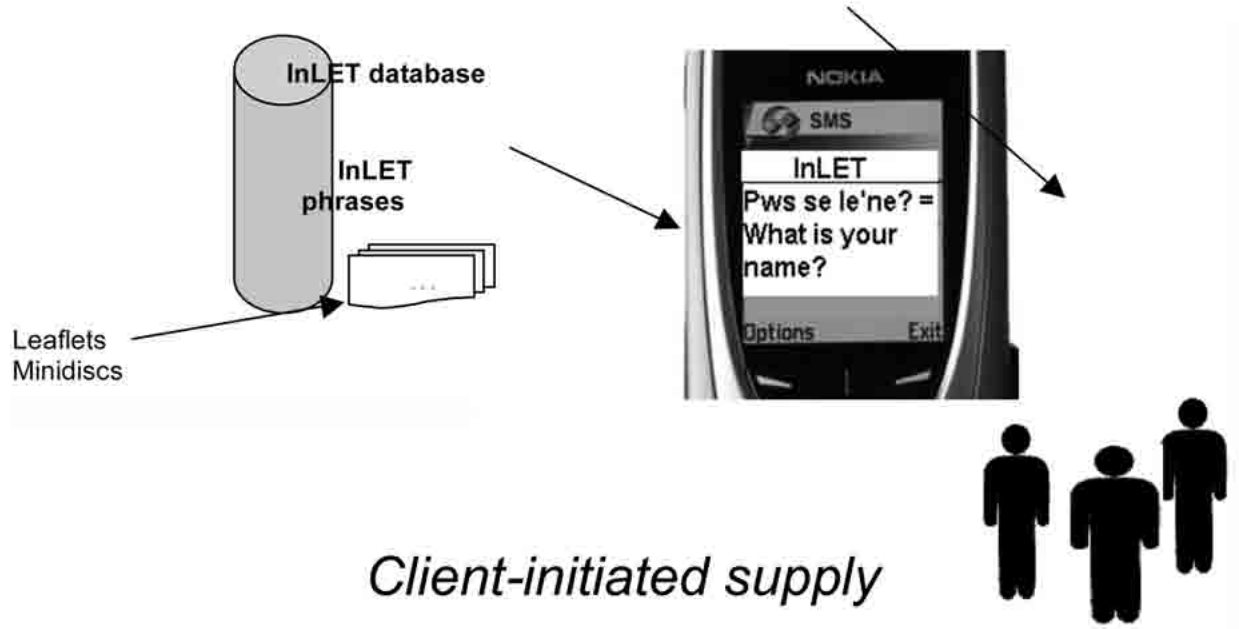 InLET database
InLET
phrases
...
Leaflets
Minidiscs
NOKIA
SMS
InLET
Pws se le'ne? =
What is your
name?
Options Exit
Client-initiated supply